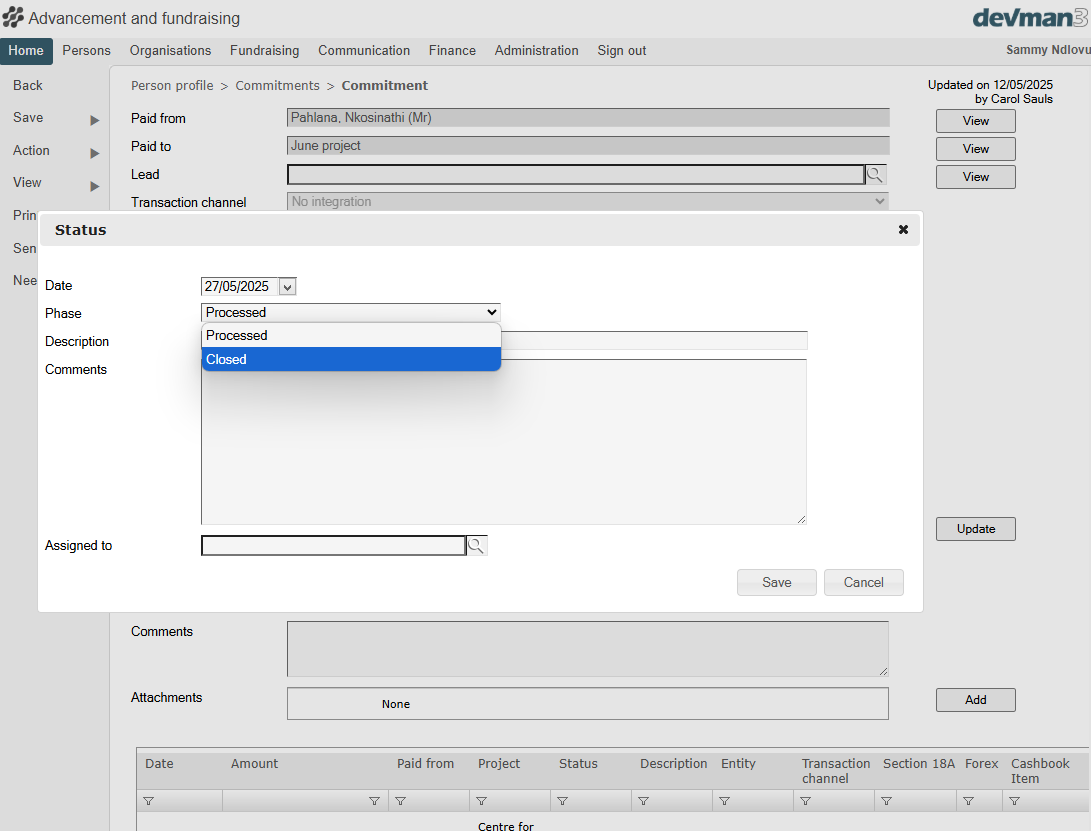 Advancement and fundraising
devman3
Home Persons Organisations Fundraising Communication Finance Administration Sign out
Sammy Ndlovu
Back
Save
Action
View
Prin
Sen
Nee
Person profile > Commitments > Commitment
Updated on 12/05/2025
by Carol Sauls
Paid from Pahlana, Nkosinathi (Mr) View
Paid to June project View
Lead View
Transaction channel No integration
Status
Date 27/05/2025
Phase Processed
Processed
Closed
Description
Comments
Assigned to
Save Cancel
Update
Comments
Attachments None Add
Date Amount Paid from Project Status Description Entity Transaction channel Section 18A Forex Cashbook Item
Centre for